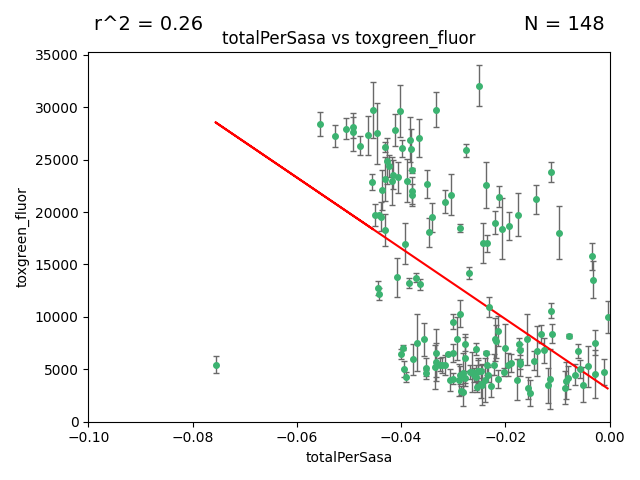 r^2 = 0.26
N = 148
totalPerSasa vs toxgreen_fluor
35000
30000
25000
20000
15000
10000
5000
0
toxgreen_fluor
−0.10
−0.08
−0.06
−0.04
−0.02
0.00
totalPerSasa